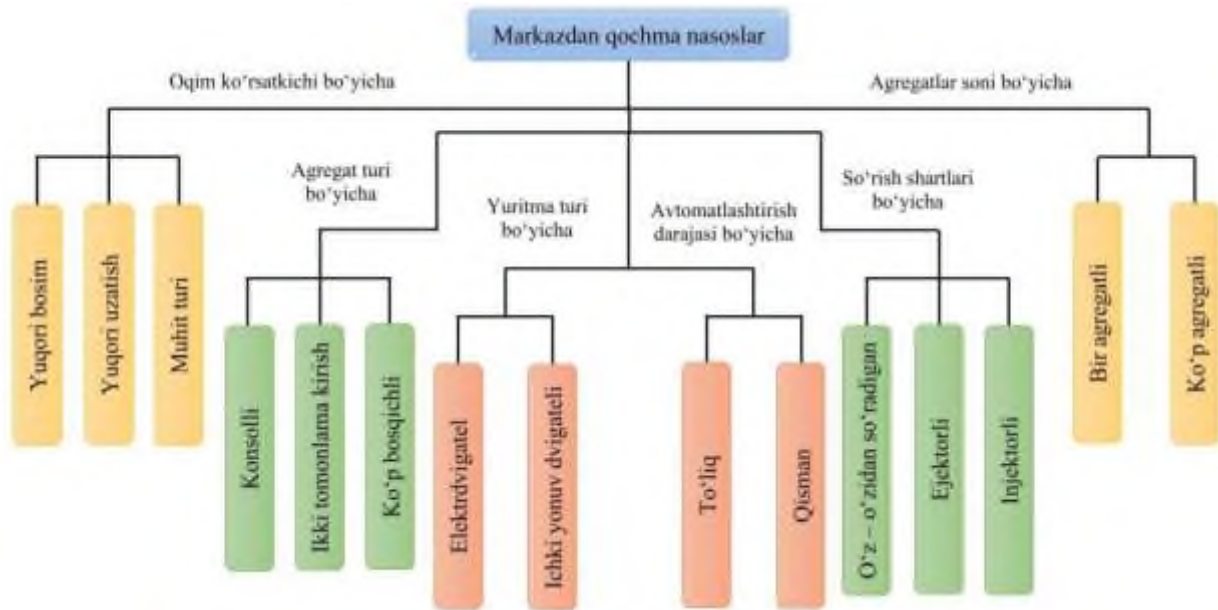 Markazdan qochma nasoslar
Oqim ko‘rsatkichi bo‘yicha
Agregatlar soni bo‘yicha
Agregat turi
bo‘yicha
Yuritma turi
bo‘yicha
Avtomatlashtirish
darajasi bo‘yicha
So‘rish shartlari
bo‘yicha
Yuqori bosim
Yuqori uzatish
Muhit turi
Konsolli
Ikki tomonlama kirish
Ko‘p bosqichli
Elektrdvigatel
Ichki yonuv dvigateli
To‘liq
Qisman
O‘z – o‘zidan so‘radigan
Ejektorli
Injektorli
Bir agregatli
Ko‘p agregatli